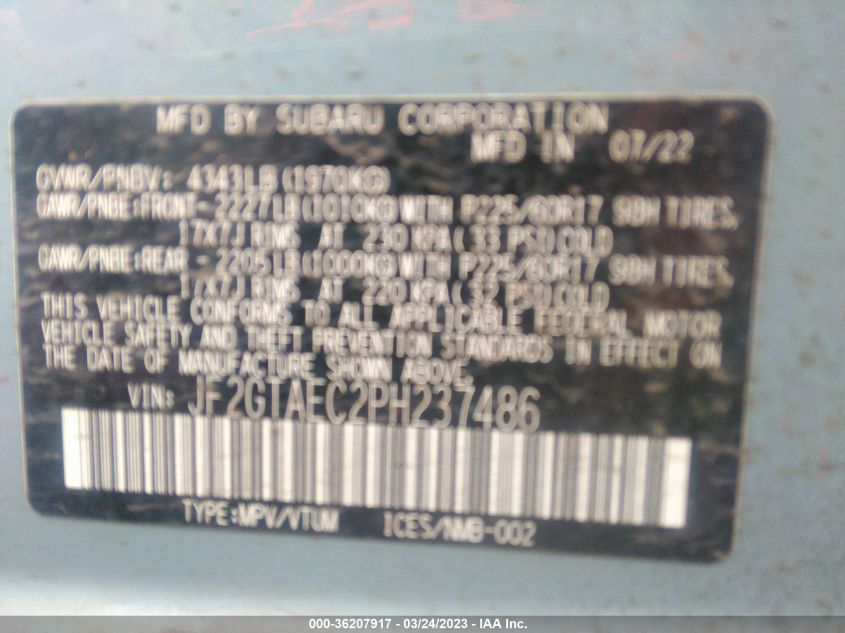 MFD BY SUBARU CORPORATION
MFD IN 07/22
GVWR/PNBV: 4343LB(1970KG)
GAWR/PNBE:FRONT-2227LB(1010KG)WITH P225/60R17 98H TIRES,
17X7J RIMS AT 230 KPA(33 PSI)COLD
GAWR/PNBE:REAR -2205LB(1000KG)WITH P225/60R17 98H TIRES,
17X7J RIMS AT 220 KPA(32 PSI)COLD
THIS VEHICLE CONFORMS TO ALL APPLICABLE FEDERAL MOTOR
VEHICLE SAFETY AND THEFT PREVENTION STANDARDS IN EFFECT ON
THE DATE OF MANUFACTURE SHOWN ABOVE.
VIN: JF2GTAEC2PH237486
TYPE:MPV/VTUM ICES/NMB-002
000-36207917 - 03/24/2023 - IAA Inc.